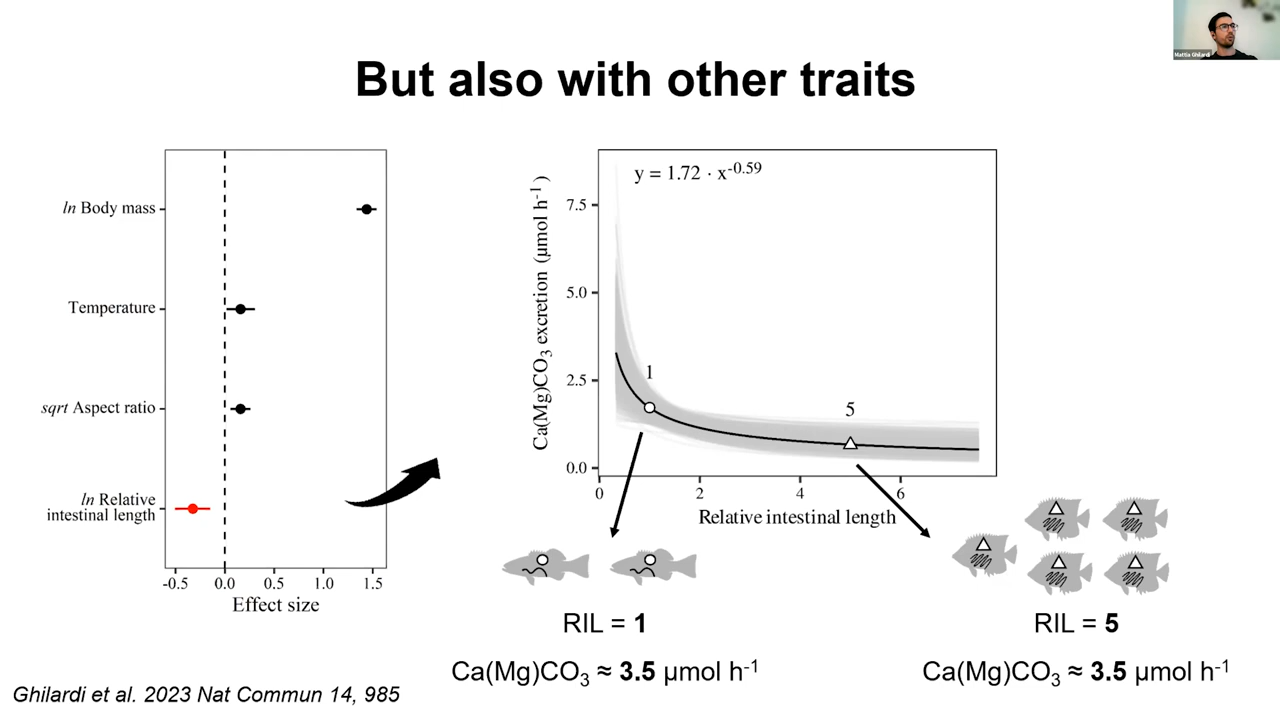 Mattia Ghilardi
But also with other traits
ln Body mass
Temperature
sqrt Aspect ratio
ln Relative
intestinal length
-0.5 0.0 0.5 1.0 1.5
Effect size
y = 1.72 · x^-0.59
Ca(Mg)CO₃ excretion (μmol h⁻¹)
7.5
5.0
2.5
0.0
1
5
0 2 4 6
Relative intestinal length
RIL = 1
Ca(Mg)CO₃ ≈ 3.5 μmol h⁻¹
RIL = 5
Ca(Mg)CO₃ ≈ 3.5 μmol h⁻¹
Ghilardi et al. 2023 Nat Commun 14, 985